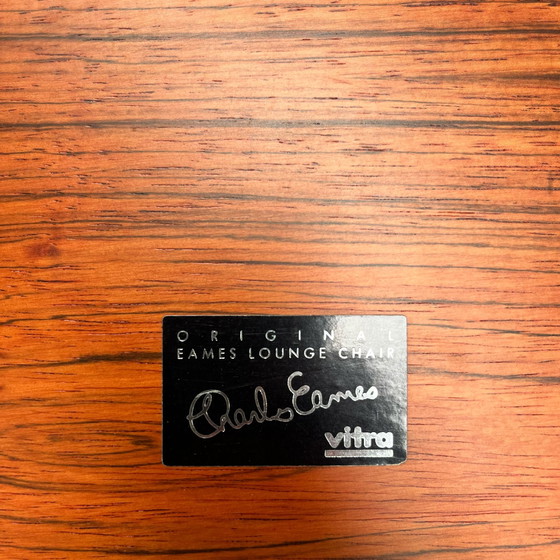 ORIGINAL
EAMES LOUNGE CHAIR
Charles Eames
vitra